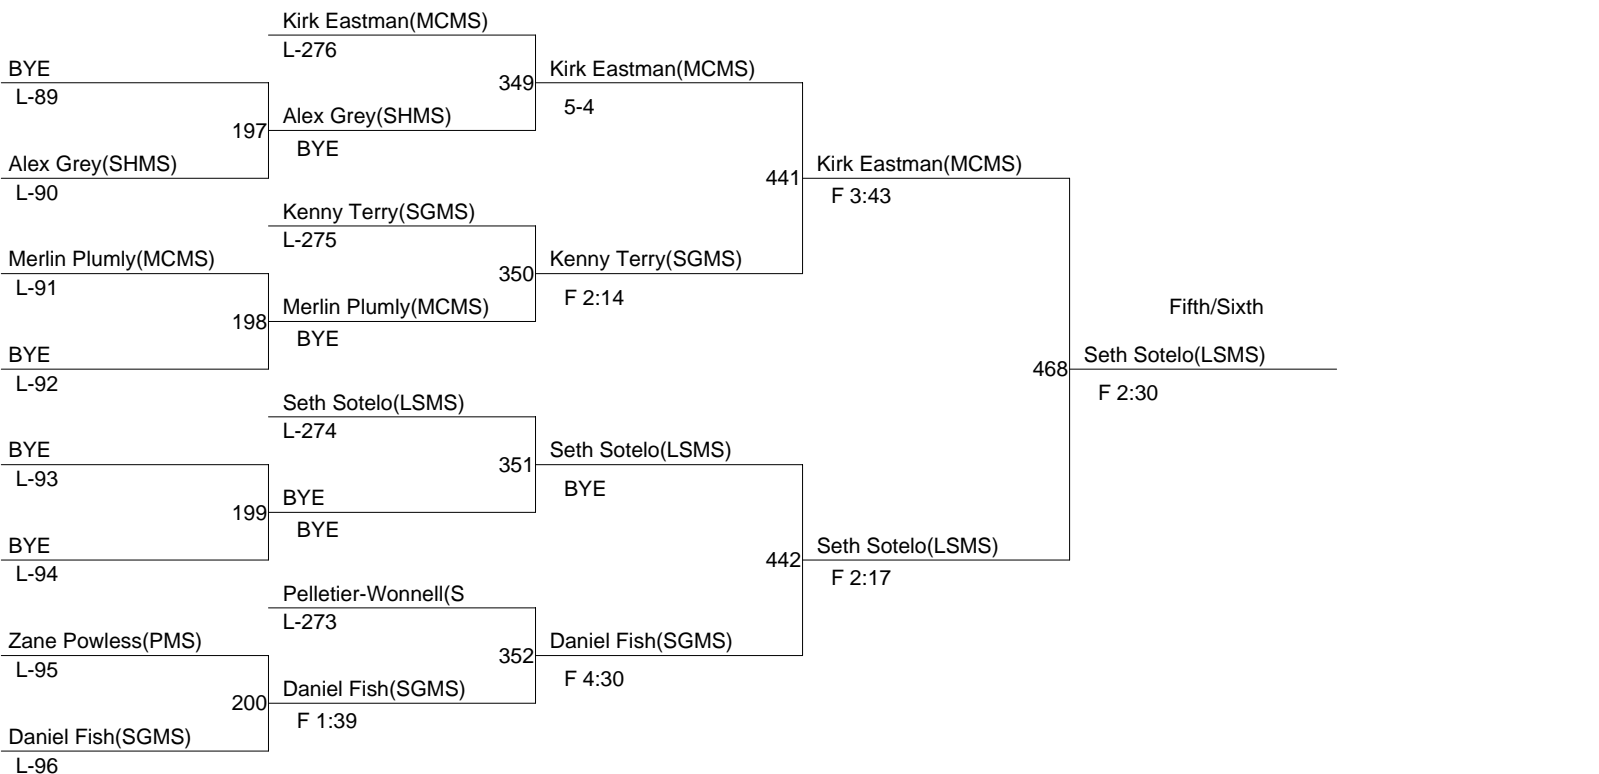 Kirk Eastman(MCMS)
L-276
BYE
L-89
349
Kirk Eastman(MCMS)
5-4
Alex Grey(SHMS)
197
BYE
Alex Grey(SHMS)
L-90
441
Kirk Eastman(MCMS)
F 3:43
Kenny Terry(SGMS)
L-275
Merlin Plumly(MCMS)
L-91
350
Kenny Terry(SGMS)
F 2:14
Merlin Plumly(MCMS)
198
BYE
Fifth/Sixth
BYE
L-92
468
Seth Sotelo(LSMS)
F 2:30
Seth Sotelo(LSMS)
L-274
BYE
L-93
351
Seth Sotelo(LSMS)
BYE
BYE
199
BYE
BYE
L-94
442
Seth Sotelo(LSMS)
F 2:17
Pelletier-Wonnell(S
L-273
Zane Powless(PMS)
L-95
352
Daniel Fish(SGMS)
F 4:30
Daniel Fish(SGMS)
200
F 1:39
Daniel Fish(SGMS)
L-96